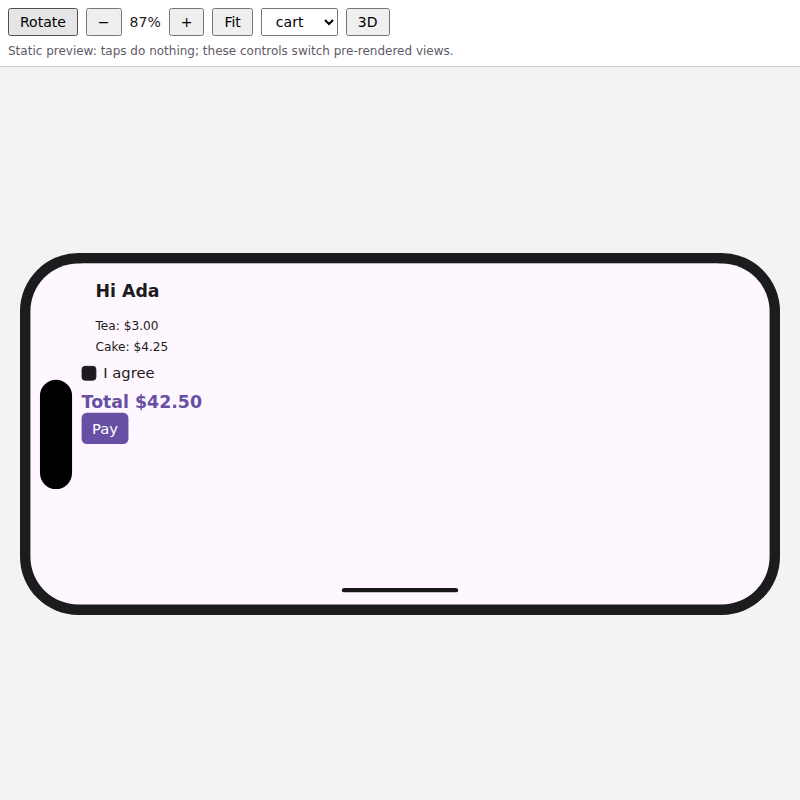 Rotate − 87% + Fit cart 3D
Static preview: taps do nothing; these controls switch pre-rendered views.
Hi Ada
Tea: $3.00
Cake: $4.25
I agree
Total $42.50
Pay